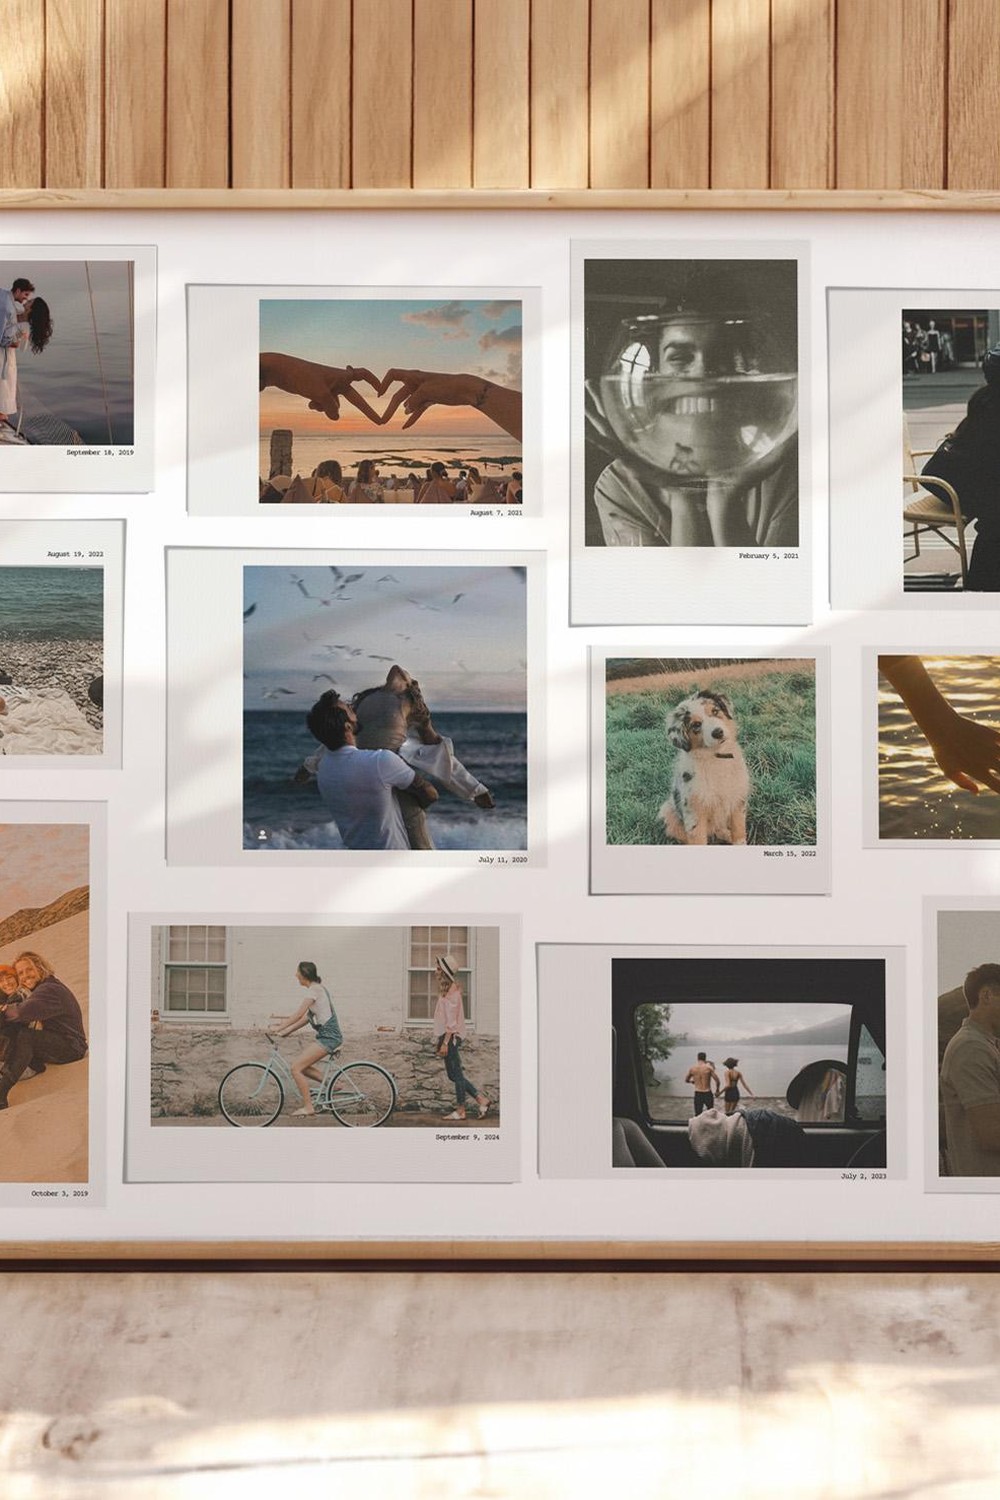 September 18, 2019
August 7, 2021
February 5, 2021
August 19, 2022
July 11, 2020
March 15, 2022
October 3, 2019
September 9, 2024
July 2, 2023